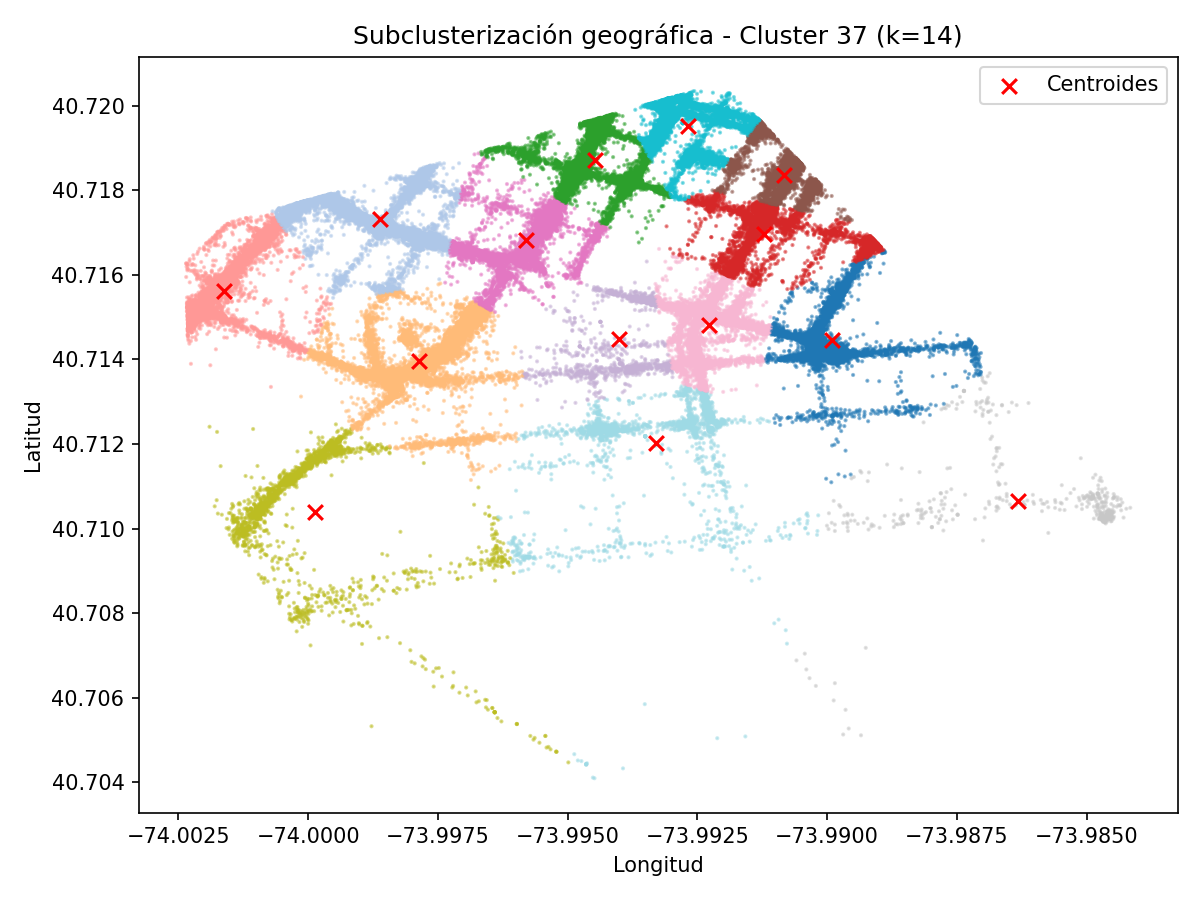 Subclusterización geográfica - Cluster 37 (k=14)
Centroides
40.720
40.718
40.716
40.714
40.712
40.710
40.708
40.706
40.704
Latitud
−74.0025 −74.0000 −73.9975 −73.9950 −73.9925 −73.9900 −73.9875 −73.9850
Longitud